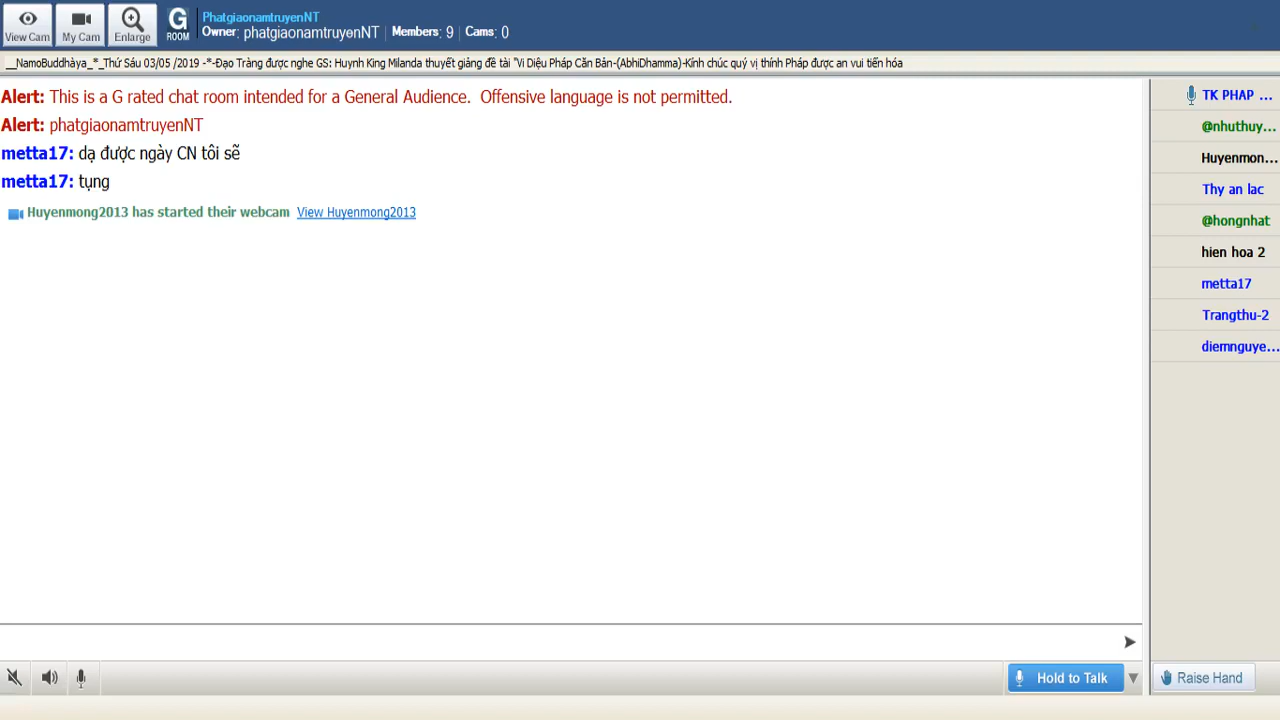 View Cam
My Cam
Enlarge
G
ROOM
PhatgiaonamtruyenNT
Owner: phatgiaonamtruyenNT | Members: 9 | Cams: 0
__NamoBuddhàya_*_Thứ Sáu 03/05 /2019 -*-Đạo Tràng được nghe GS: Huynh King Milanda thuyết giảng đề tài "Vi Diệu Pháp Căn Bản-(AbhiDhamma)-Kính chúc quý vị thính Pháp được an vui tiến hóa
Alert: This is a G rated chat room intended for a General Audience.  Offensive language is not permitted.
Alert: phatgiaonamtruyenNT
metta17: dạ được ngày CN tôi sẽ
metta17: tụng
Huyenmong2013 has started their webcam View Huyenmong2013
TK PHAP ...
@nhuthuy...
Huyenmon...
Thy an lac
@hongnhat
hien hoa 2
metta17
Trangthu-2
diemnguye...
Hold to Talk
Raise Hand